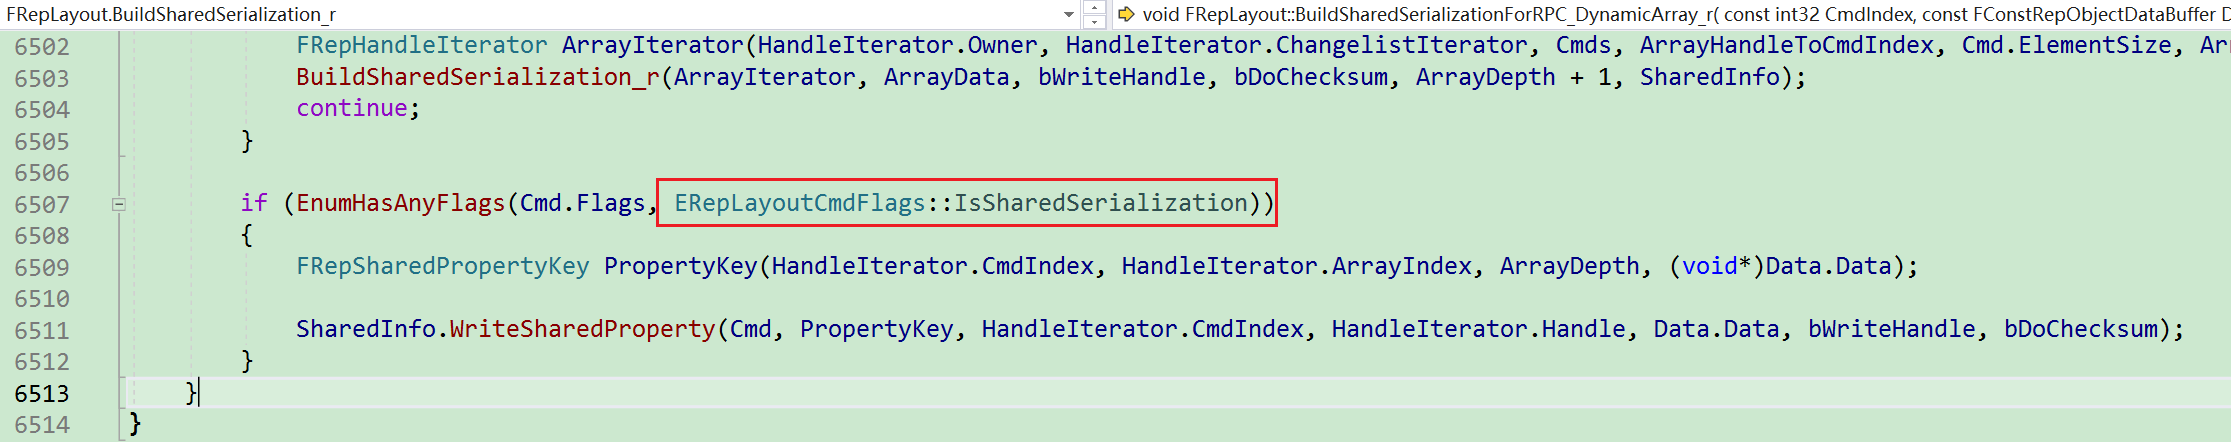 FRepLayout.BuildSharedSerialization_r void FRepLayout::BuildSharedSerializationForRPC_DynamicArray_r( const int32 CmdIndex, const FConstRepObjectDataBuffer D
6502 FRepHandleIterator ArrayIterator(HandleIterator.Owner, HandleIterator.ChangelistIterator, Cmds, ArrayHandleToCmdIndex, Cmd.ElementSize, Ar
6503 BuildSharedSerialization_r(ArrayIterator, ArrayData, bWriteHandle, bDoChecksum, ArrayDepth + 1, SharedInfo);
6504 continue;
6505 }
6506
6507 if (EnumHasAnyFlags(Cmd.Flags, ERepLayoutCmdFlags::IsSharedSerialization))
6508 {
6509 FRepSharedPropertyKey PropertyKey(HandleIterator.CmdIndex, HandleIterator.ArrayIndex, ArrayDepth, (void*)Data.Data);
6510
6511 SharedInfo.WriteSharedProperty(Cmd, PropertyKey, HandleIterator.CmdIndex, HandleIterator.Handle, Data.Data, bWriteHandle, bDoChecksum);
6512 }
6513 }
6514 }